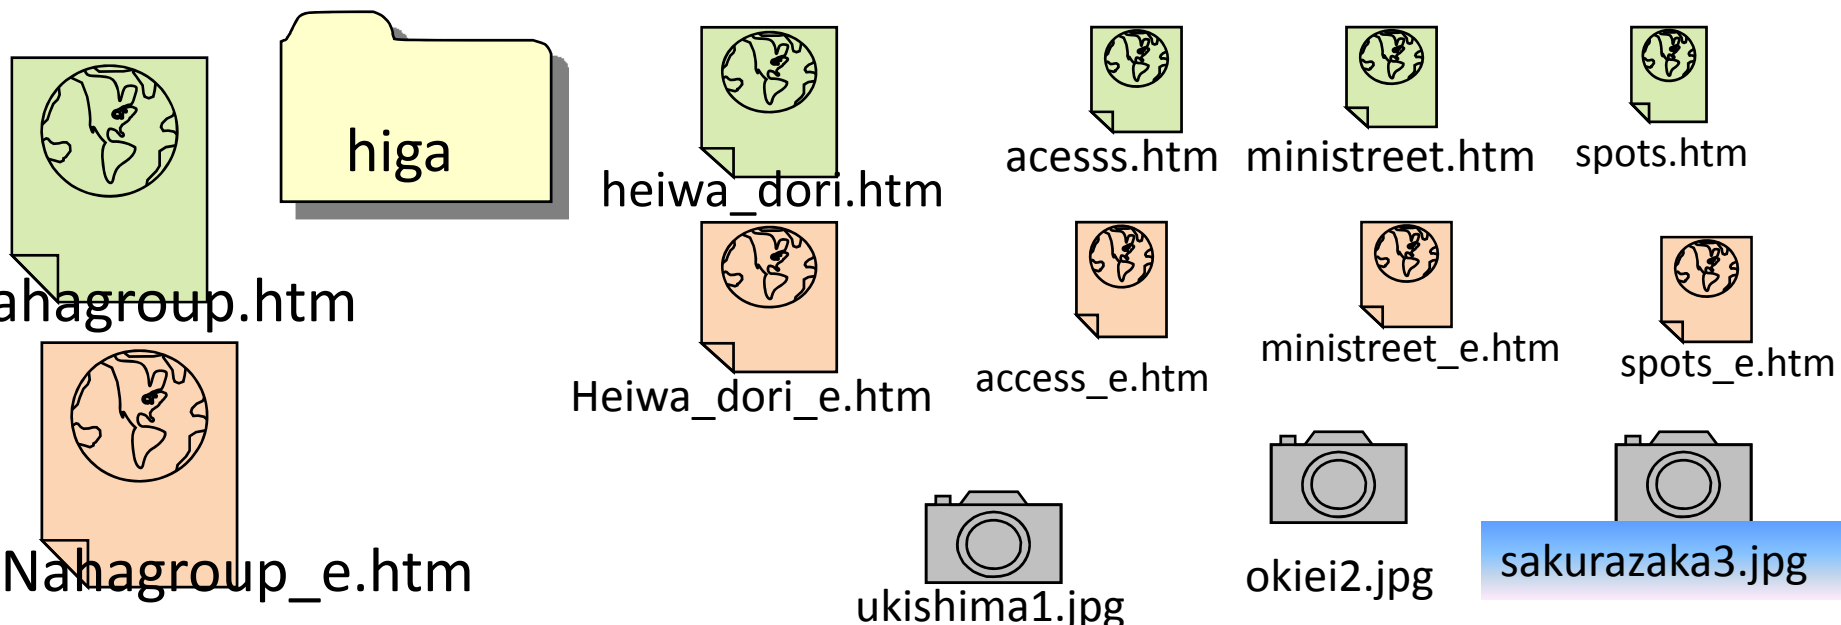 higa
heiwa_dori.htm
acesss.htm
ministreet.htm
spots.htm
ahagroup.htm
Heiwa_dori_e.htm
access_e.htm
ministreet_e.htm
spots_e.htm
Nahagroup_e.htm
ukishima1.jpg
okiei2.jpg
sakurazaka3.jpg